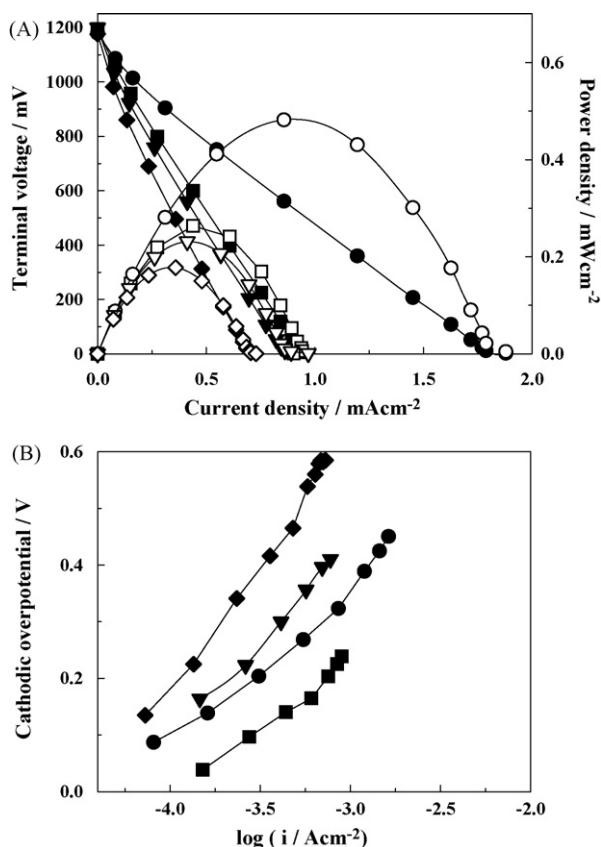 (A)
1200
1000
800
600
400
200
0
Terminal voltage / mV
0.6
0.4
0.2
0.0
Power density / mWcm-2
0.0 0.5 1.0 1.5 2.0
Current density / mAcm-2
(B)
0.6
0.4
0.2
0.0
Cathodic overpotential / V
-4.0 -3.5 -3.0 -2.5 -2.0
log ( i / Acm-2)